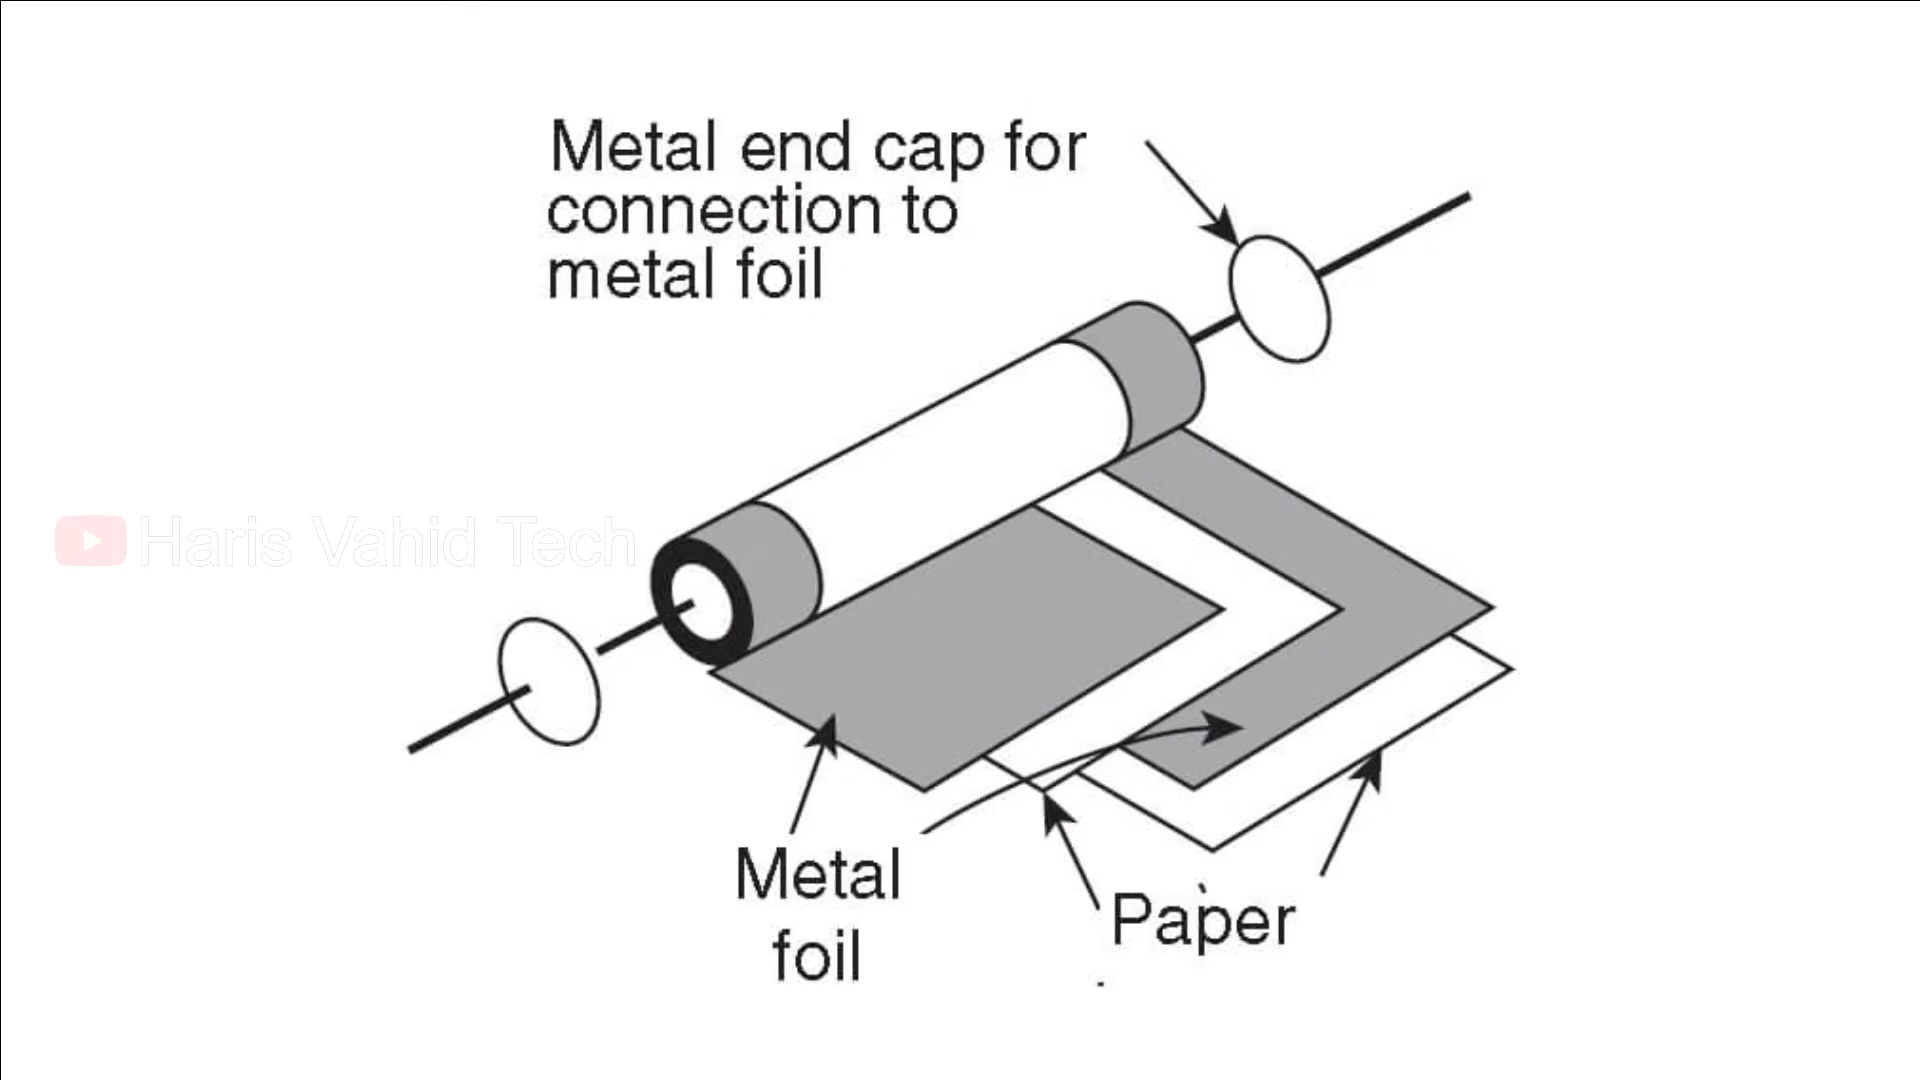 Metal end cap for
connection to
metal foil
Haris Vahid Tech
Metal
foil
Paper